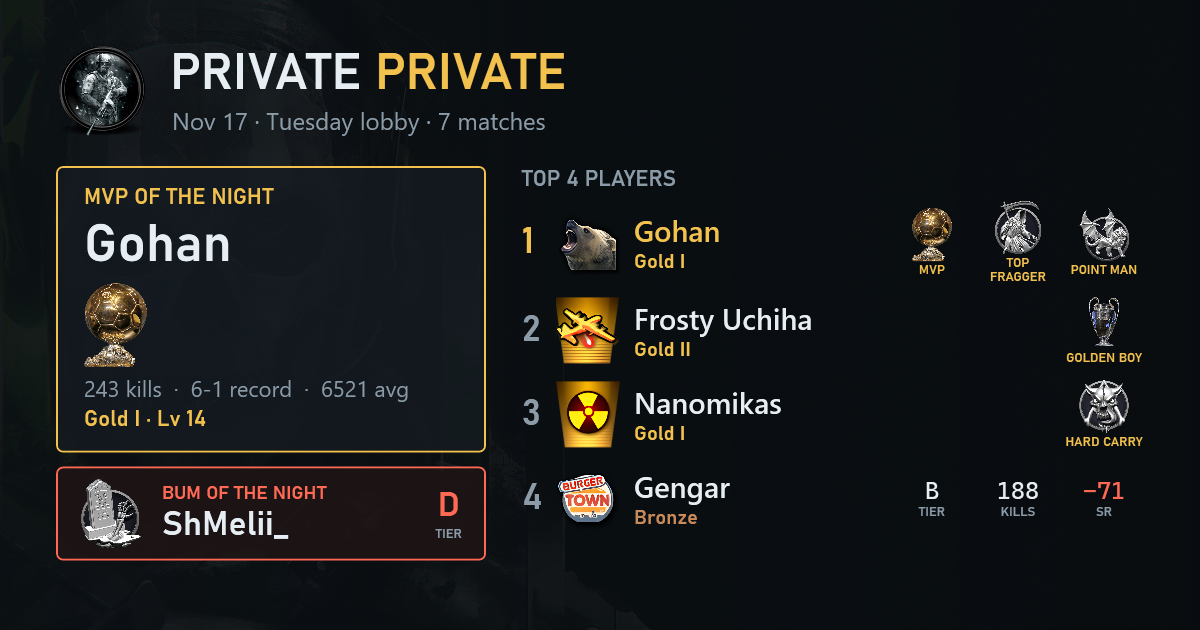 PRIVATE PRIVATE
Nov 17 · Tuesday lobby · 7 matches
MVP OF THE NIGHT
Gohan
243 kills · 6-1 record · 6521 avg
Gold I · Lv 14
BUM OF THE NIGHT
ShMelii_
D
TIER
TOP 4 PLAYERS
1
Gohan
Gold I
MVP
TOP
FRAGGER
POINT MAN
2
Frosty Uchiha
Gold II
GOLDEN BOY
3
Nanomikas
Gold I
HARD CARRY
4
BURGER
TOWN
Gengar
Bronze
B
TIER
188
KILLS
−71
SR